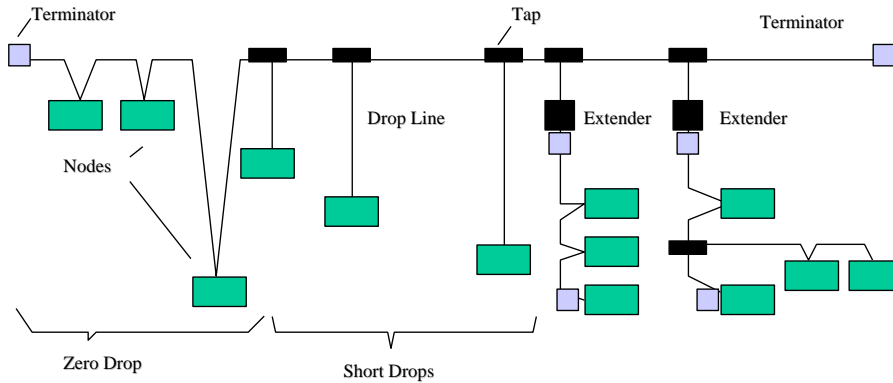 Terminator
Tap
Terminator
Drop Line
Extender
Extender
Nodes
Zero Drop
Short Drops